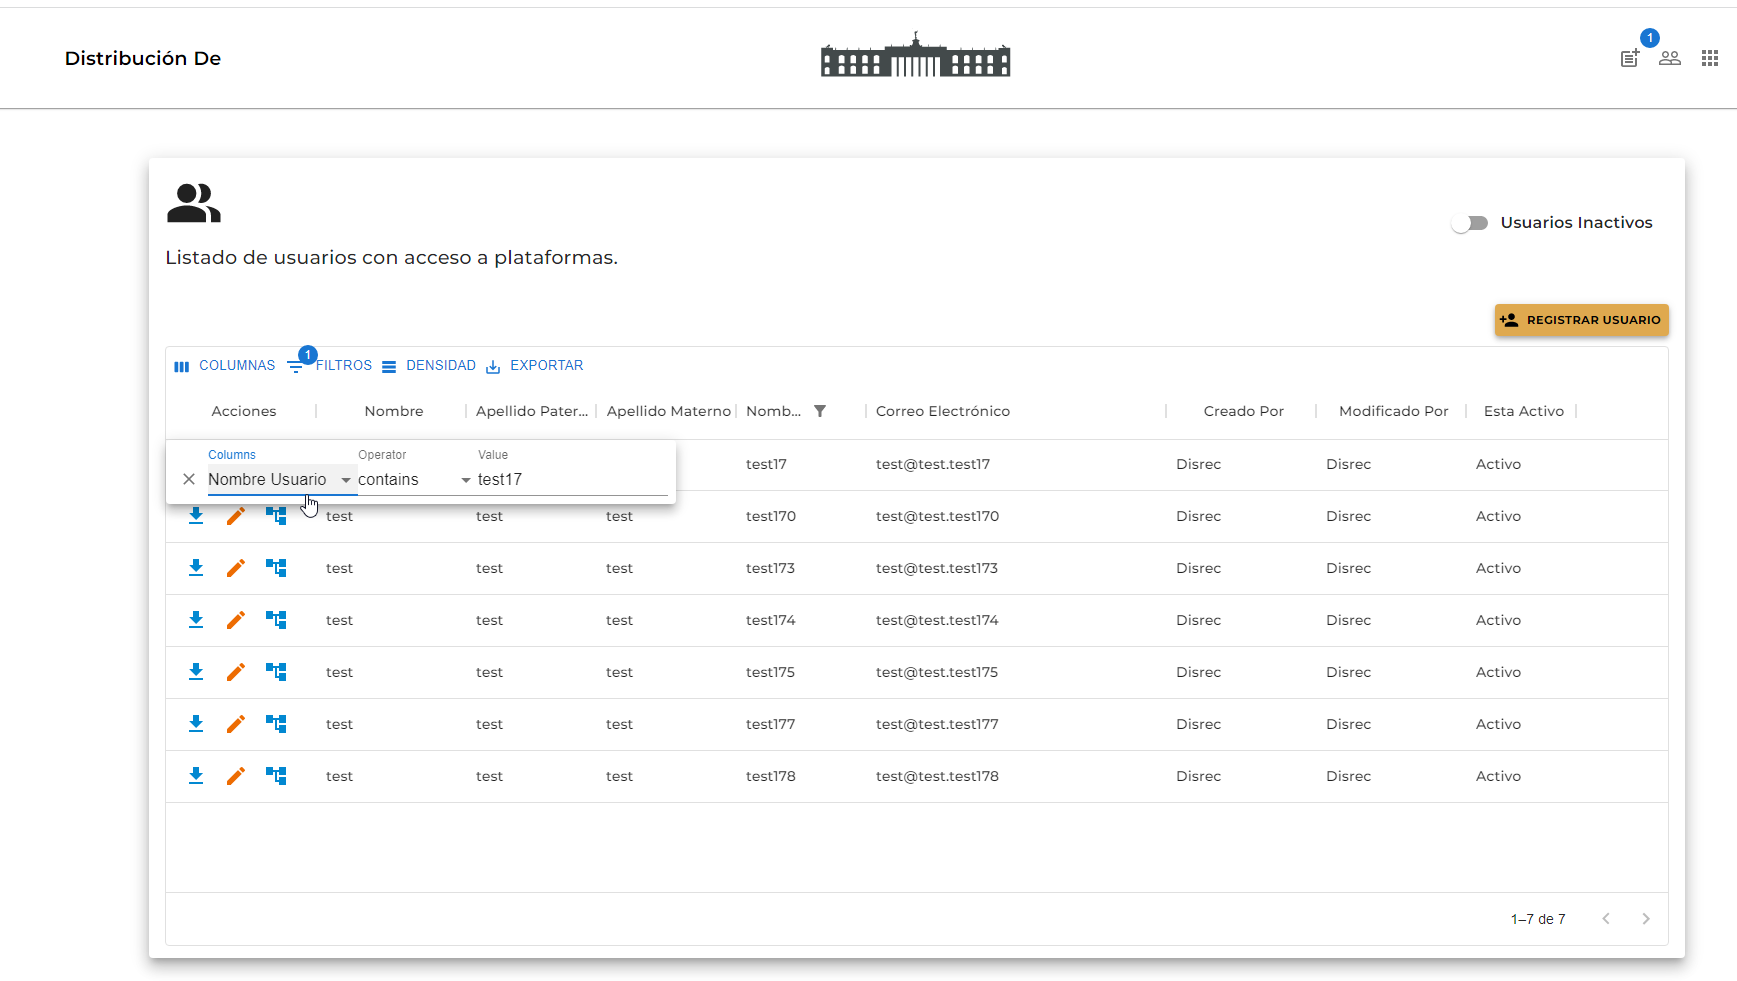 1
Distribución De
Usuarios Inactivos
Listado de usuarios con acceso a plataformas.
REGISTRAR USUARIO
1
COLUMNAS FILTROS DENSIDAD EXPORTAR
Acciones Nombre Apellido Pater... Apellido Materno Nomb... Correo Electrónico Creado Por Modificado Por Esta Activo
Columns Operator Value
Nombre Usuario contains test17
test17 test@test.test17 Disrec Disrec Activo
test test test test170 test@test.test170 Disrec Disrec Activo
test test test test173 test@test.test173 Disrec Disrec Activo
test test test test174 test@test.test174 Disrec Disrec Activo
test test test test175 test@test.test175 Disrec Disrec Activo
test test test test177 test@test.test177 Disrec Disrec Activo
test test test test178 test@test.test178 Disrec Disrec Activo
1–7 de 7